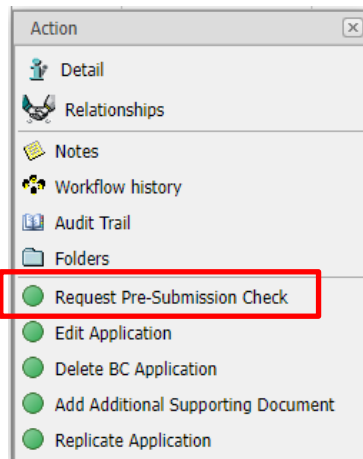 Action
Detail
Relationships
Notes
Workflow history
Audit Trail
Folders
Request Pre-Submission Check
Edit Application
Delete BC Application
Add Additional Supporting Document
Replicate Application